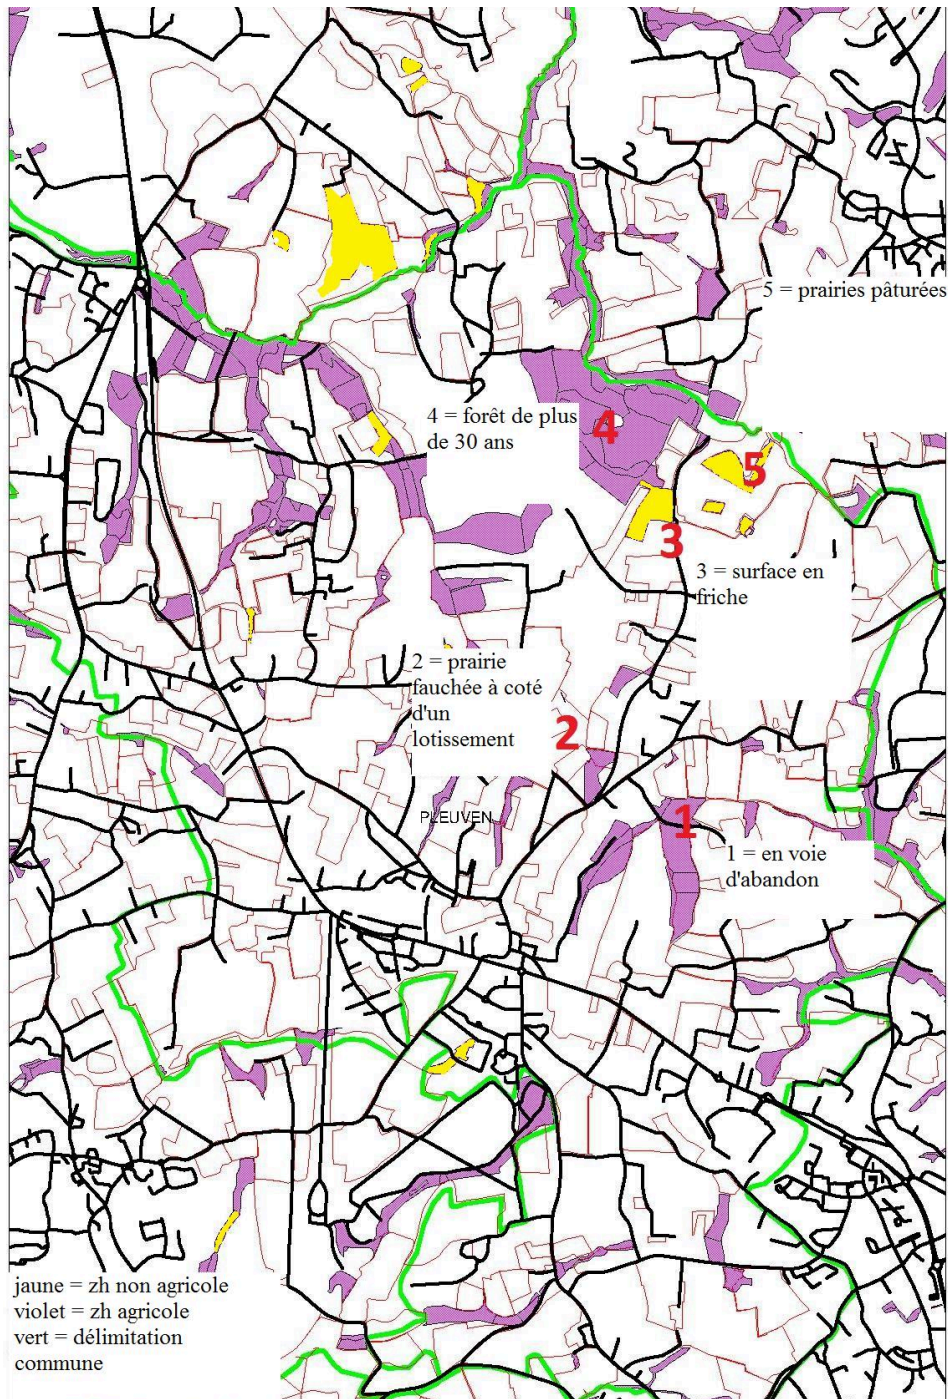 5 = prairies pâturées
4 = forêt de plus
de 30 ans
4
5
3
3 = surface en
friche
2 = prairie
fauchée à coté
d'un
lotissement
2
PLEUVEN
1
1 = en voie
d'abandon
jaune = zh non agricole
violet = zh agricole
vert = délimitation
commune